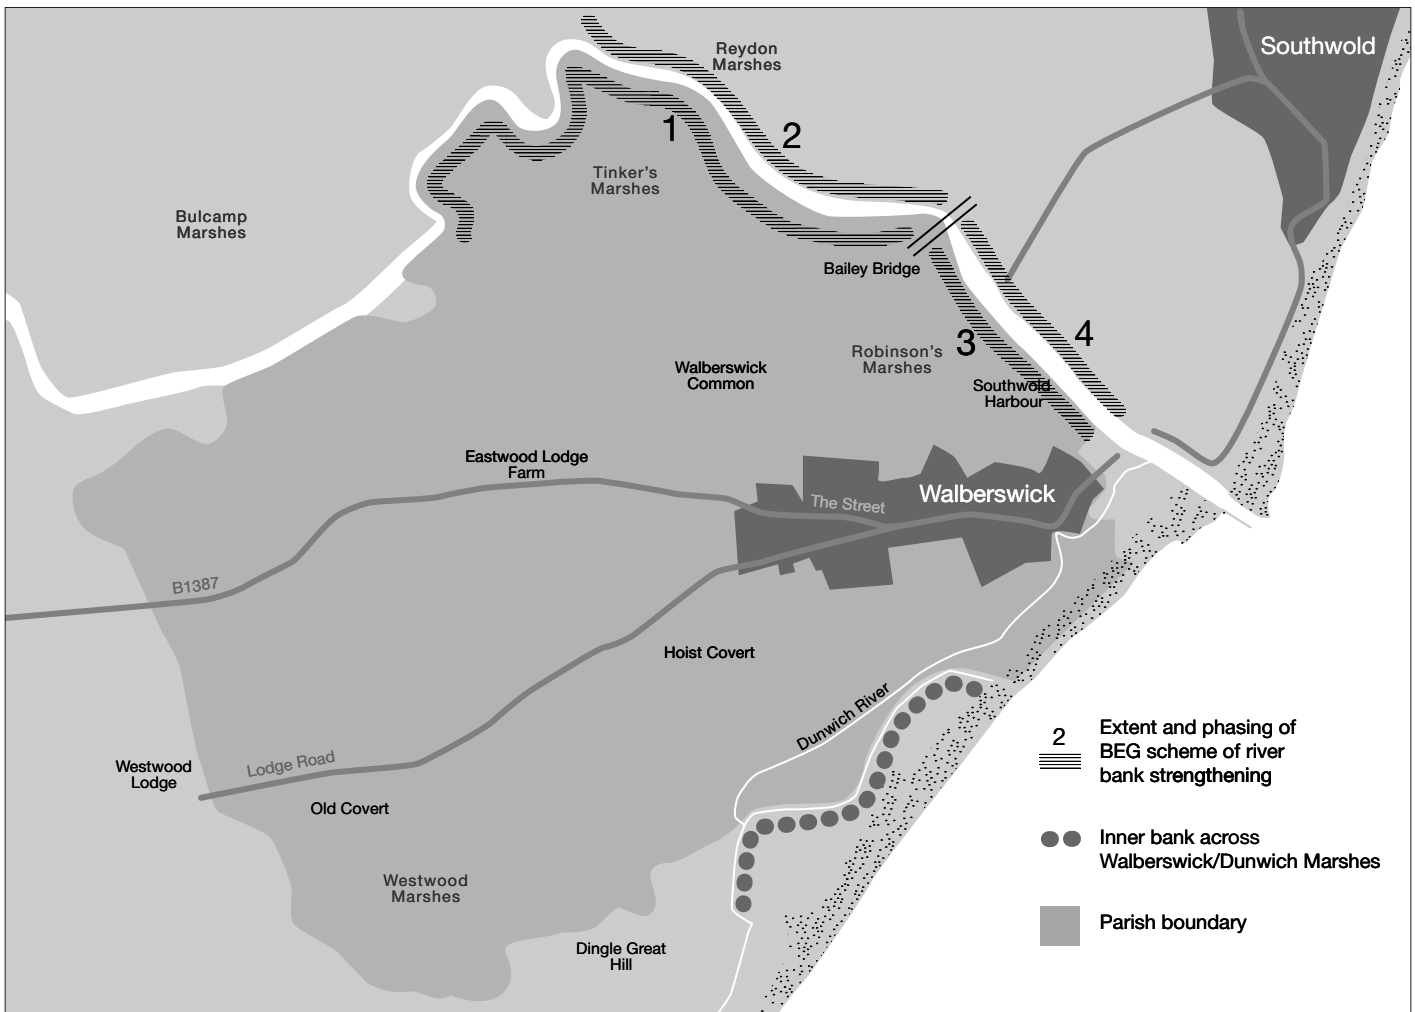 Southwold
Reydon
Marshes
1
2
Tinker's
Marshes
Bulcamp
Marshes
Bailey Bridge
3
4
Robinson's
Marshes
Walberswick
Common
Southwold
Harbour
Eastwood Lodge
Farm
Walberswick
The Street
B1387
Hoist Covert
Dunwich River
Westwood
Lodge
Lodge Road
Old Covert
Westwood
Marshes
Dingle Great
Hill
2
Extent and phasing of
BEG scheme of river
bank strengthening
Inner bank across
Walberswick/Dunwich Marshes
Parish boundary